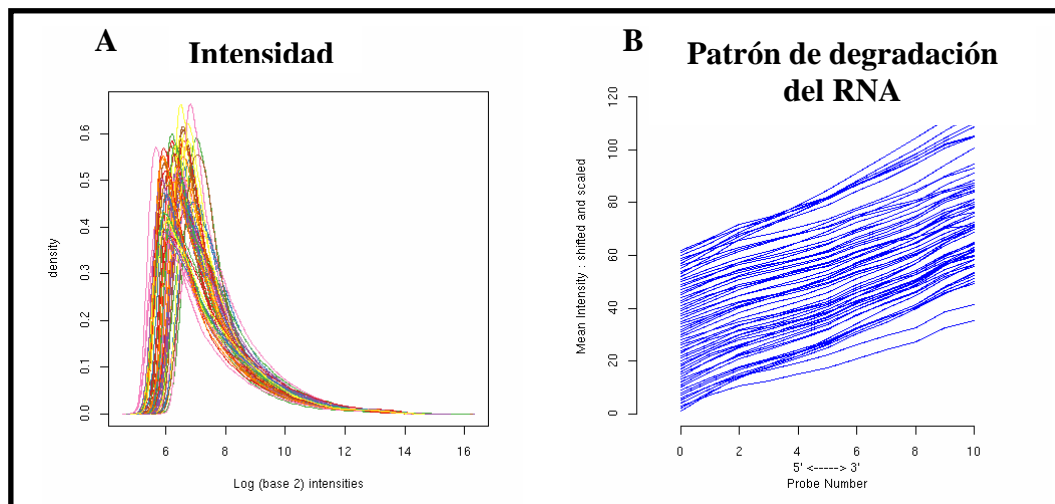 A
Intensidad
density
0.0
0.1
0.2
0.3
0.4
0.5
0.6
6
8
10
12
14
16
Log (base 2) intensities
B
Patrón de degradación
del RNA
Mean Intensity : shifted and scaled
0
20
40
60
80
100
120
0
2
4
6
8
10
5' <-----> 3'
Probe Number